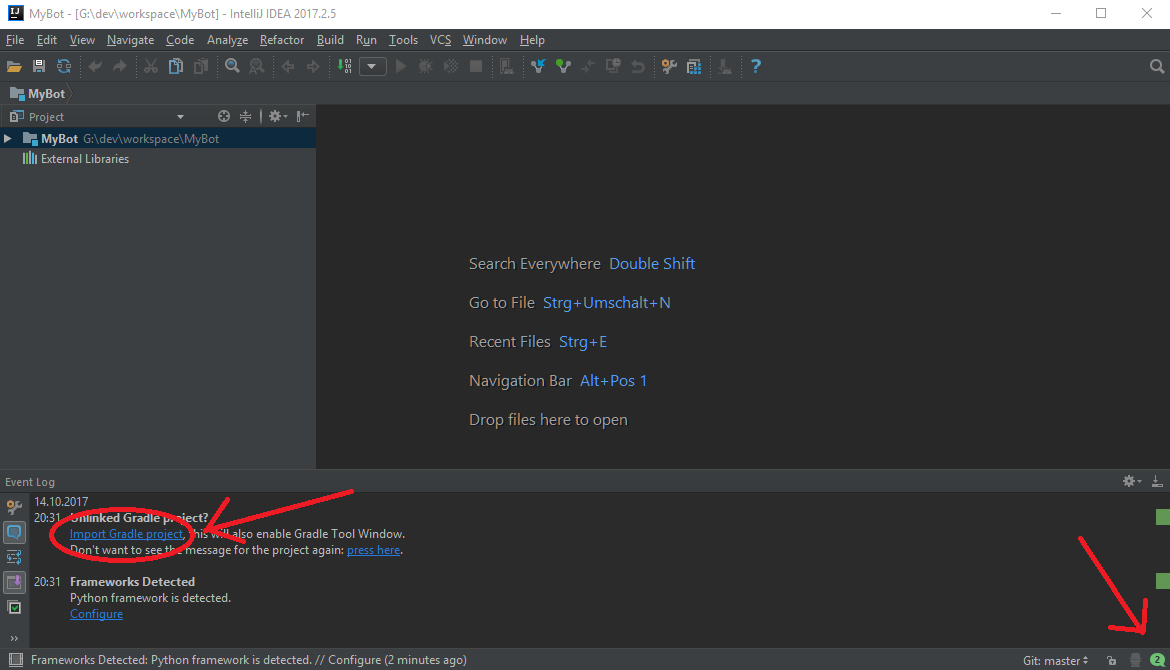 MyBot - [G:\dev\workspace\MyBot] - IntelliJ IDEA 2017.2.5
File Edit View Navigate Code Analyze Refactor Build Run Tools VCS Window Help
MyBot
Project
MyBot G:\dev\workspace\MyBot
External Libraries
Search Everywhere Double Shift
Go to File Strg+Umschalt+N
Recent Files Strg+E
Navigation Bar Alt+Pos 1
Drop files here to open
Event Log
14.10.2017
20:31 Unlinked Gradle project?
Import Gradle project, this will also enable Gradle Tool Window.
Don't want to see the message for the project again: press here.
20:31 Frameworks Detected
Python framework is detected.
Configure
Frameworks Detected: Python framework is detected. // Configure (2 minutes ago) Git: master 2